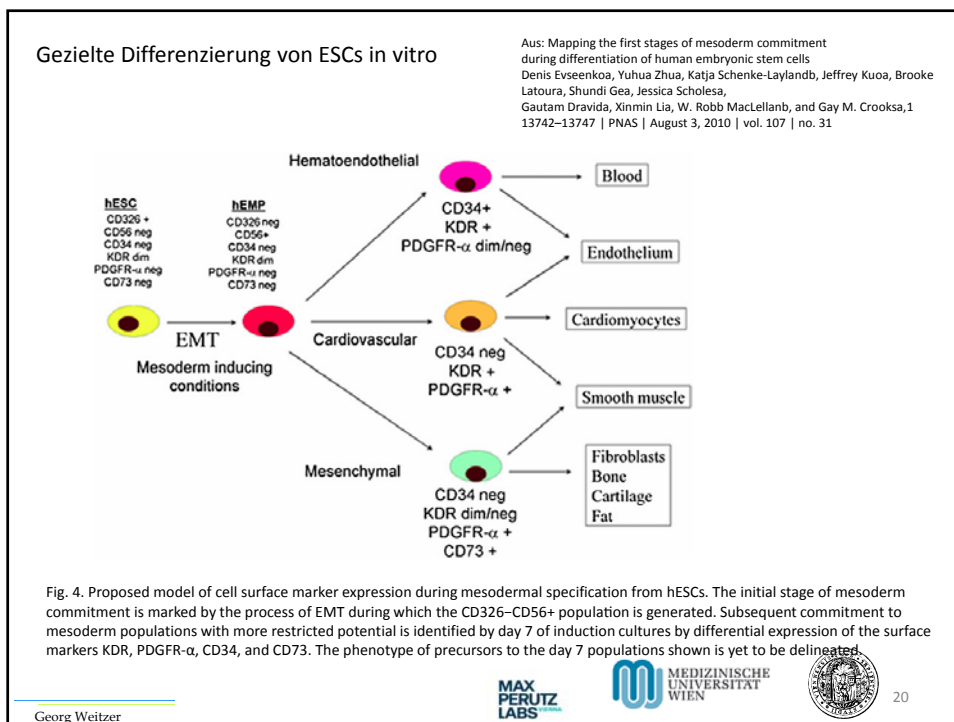 Gezielte Differenzierung von ESCs in vitro
Aus: Mapping the first stages of mesoderm commitment
during differentiation of human embryonic stem cells
Denis Evseenkoa, Yuhua Zhua, Katja Schenke-Laylandb, Jeffrey Kuoa, Brooke
Latoura, Shundi Gea, Jessica Scholesa,
Gautam Dravida, Xinmin Lia, W. Robb MacLellanb, and Gay M. Crooksa,1
13742–13747 | PNAS | August 3, 2010 | vol. 107 | no. 31
hESC
CD326 +
CD56 neg
CD34 neg
KDR dim
PDGFR-α neg
CD73 neg
hEMP
CD326 neg
CD56+
CD34 neg
KDR dim
PDGFR-α neg
CD73 neg
EMT
Mesoderm inducing
conditions
Hematoendothelial
CD34+
KDR +
PDGFR-α dim/neg
Cardiovascular
CD34 neg
KDR +
PDGFR-α +
Mesenchymal
CD34 neg
KDR dim/neg
PDGFR-α +
CD73 +
Blood
Endothelium
Cardiomyocytes
Smooth muscle
Fibroblasts
Bone
Cartilage
Fat
Fig. 4. Proposed model of cell surface marker expression during mesodermal specification from hESCs. The initial stage of mesoderm
commitment is marked by the process of EMT during which the CD326−CD56+ population is generated. Subsequent commitment to
mesoderm populations with more restricted potential is identified by day 7 of induction cultures by differential expression of the surface
markers KDR, PDGFR-α, CD34, and CD73. The phenotype of precursors to the day 7 populations shown is yet to be delineated.
Georg Weitzer
MAX
PERUTZ
LABS VIENNA
MEDIZINISCHE
UNIVERSITÄT
WIEN
20